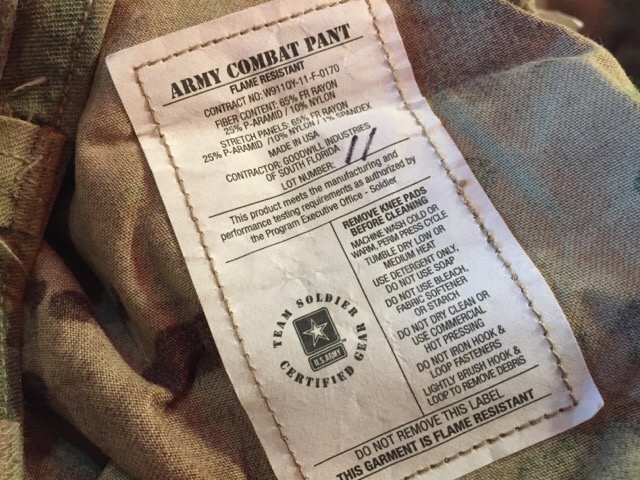 ARMY COMBAT PANT
FLAME RESISTANT
CONTRACT NO: W911QY-11-F-0170
FIBER CONTENT: 65% FR RAYON
25% P-ARAMID / 10% NYLON
STRETCH PANELS: 65% FR RAYON
25% P-ARAMID /10% NYLON / 1% SPANDEX
MADE IN USA
CONTRACTOR: GOODWILL INDUSTRIES
OF SOUTH FLORIDA
LOT NUMBER: 11
This product meets the manufacturing and
performance testing requirements as authorized by
the Program Executive Office - Soldier
TEAM SOLDIER
U.S. ARMY
CERTIFIED GEAR
REMOVE KNEE PADS
BEFORE CLEANING
MACHINE WASH COLD OR
WARM, PERM PRESS CYCLE
TUMBLE DRY LOW OR
MEDIUM HEAT
USE DETERGENT ONLY,
DO NOT USE SOAP
DO NOT USE BLEACH,
FABRIC SOFTENER
OR STARCH
DO NOT DRY CLEAN OR
USE COMMERCIAL
HOT PRESSING
DO NOT IRON HOOK &
LOOP FASTENERS
LIGHTLY BRUSH HOOK &
LOOP TO REMOVE DEBRIS
DO NOT REMOVE THIS LABEL
THIS GARMENT IS FLAME RESISTANT